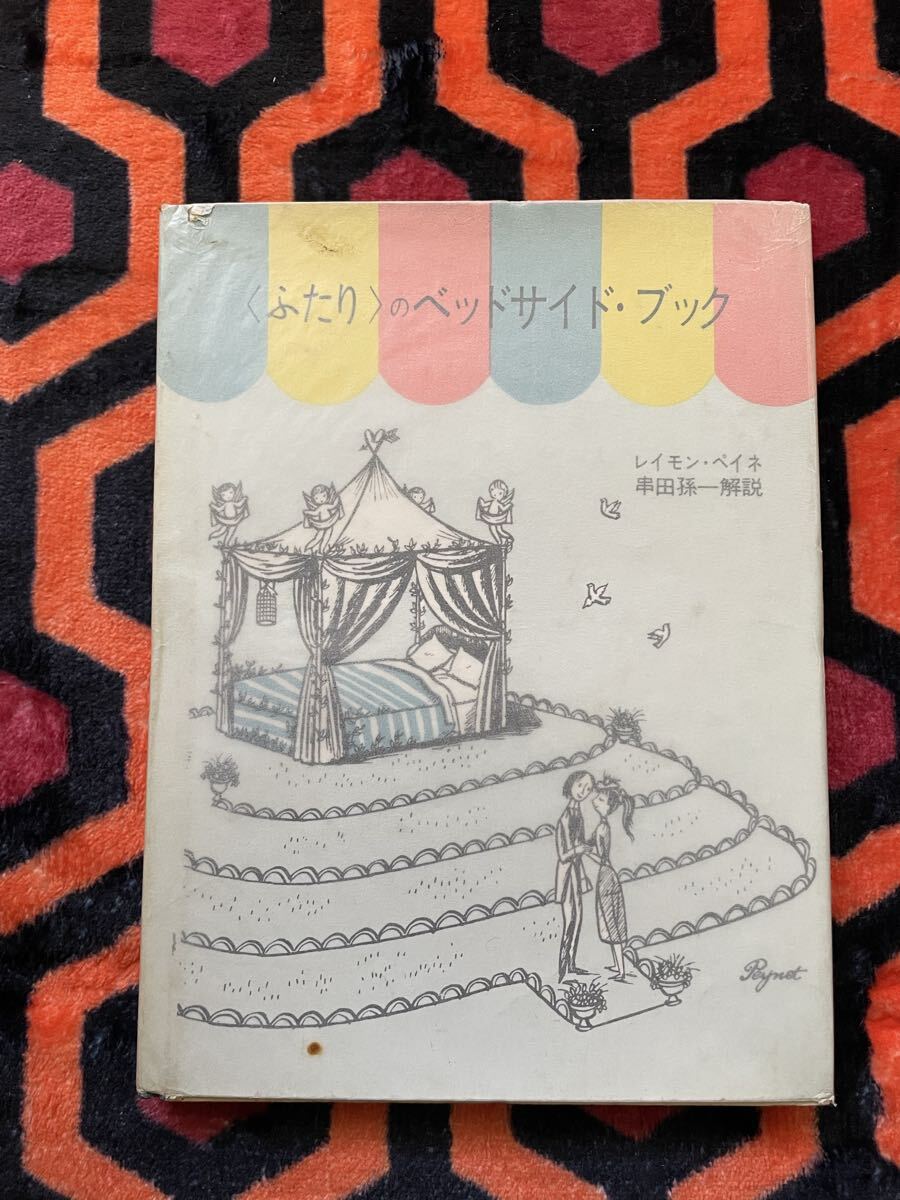 〈ふたり〉のベッドサイド・ブック
レイモン・ペイネ
串田孫一解説
Peynet